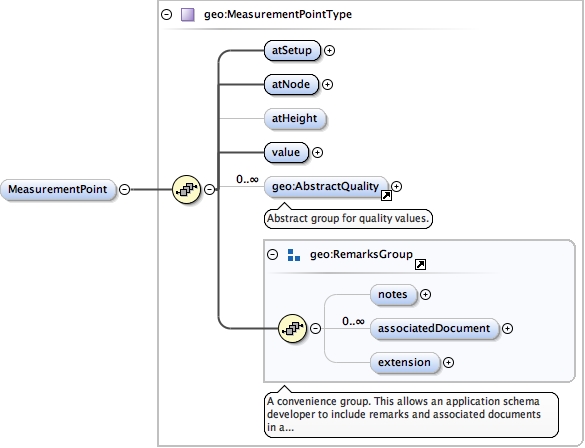 geo:MeasurementPointType
atSetup
atNode
atHeight
value
MeasurementPoint
0..∞
geo:AbstractQuality
Abstract group for quality values.
geo:RemarksGroup
notes
0..∞
associatedDocument
extension
A convenience group. This allows an application schema
developer to include remarks and associated documents
in a...